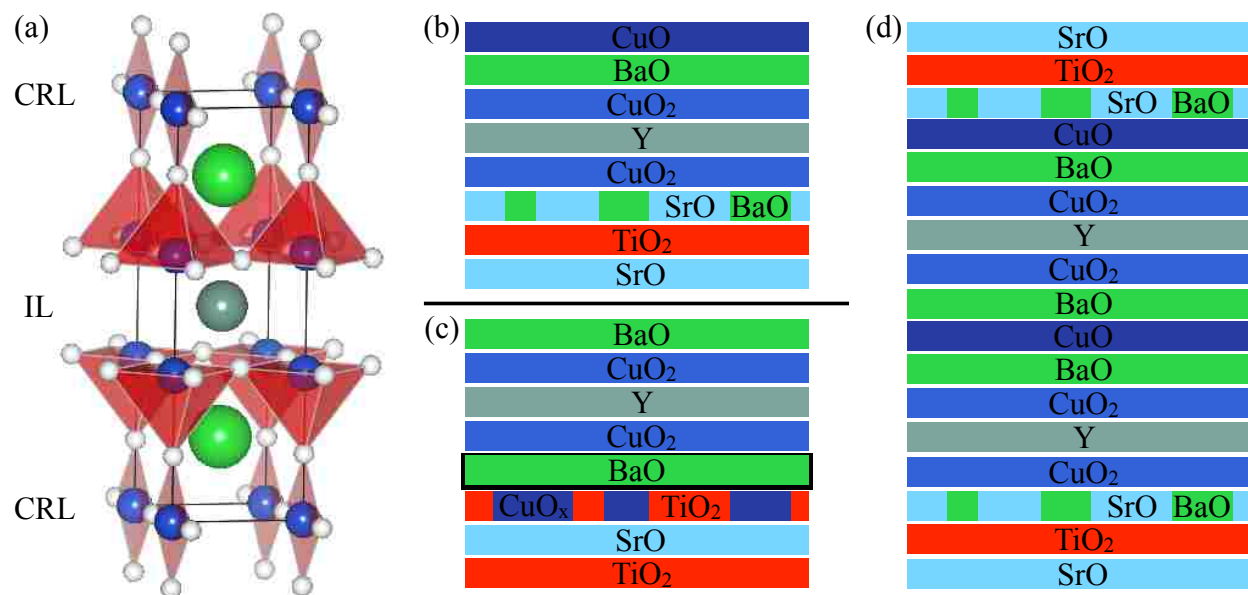 (a)
CRL
IL
CRL
(b)
CuO
BaO
CuO₂
Y
CuO₂
SrO BaO
TiO₂
SrO
(c)
BaO
CuO₂
Y
CuO₂
BaO
CuOₓ TiO₂
SrO
TiO₂
(d)
SrO
TiO₂
SrO BaO
CuO
BaO
CuO₂
Y
CuO₂
BaO
CuO
BaO
CuO₂
Y
CuO₂
SrO BaO
TiO₂
SrO